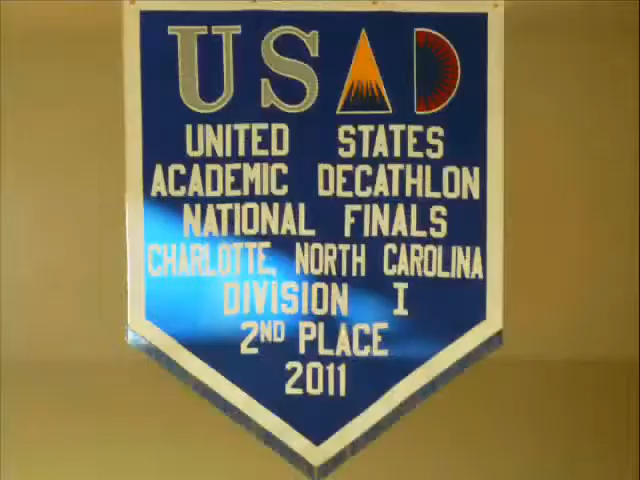 USAD
UNITED STATES
ACADEMIC DECATHLON
NATIONAL FINALS
CHARLOTTE, NORTH CAROLINA
DIVISION I
2ND PLACE
2011